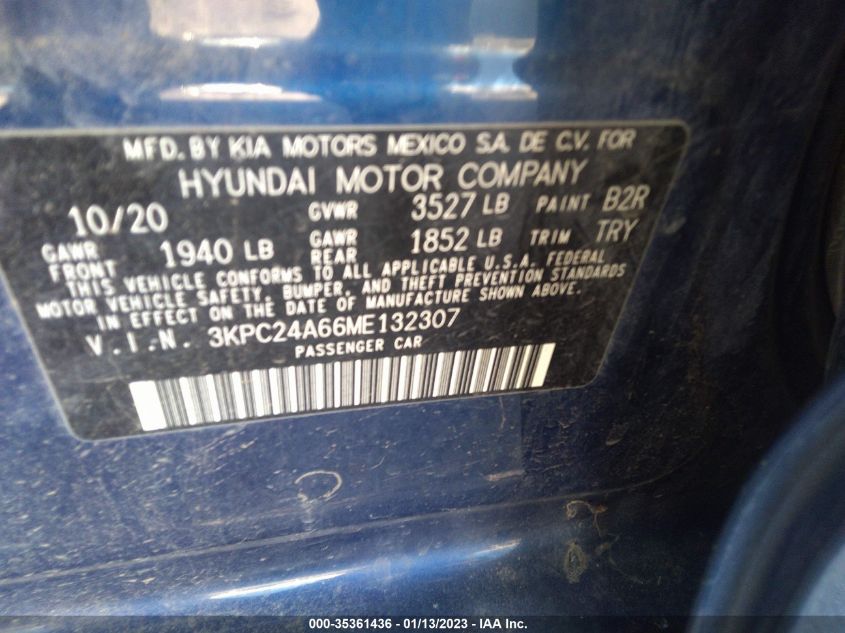 MFD. BY KIA MOTORS MEXICO S.A. DE C.V. FOR
HYUNDAI MOTOR COMPANY
10/20 GVWR 3527 LB PAINT B2R
GAWR FRONT 1940 LB GAWR REAR 1852 LB TRIM TRY
THIS VEHICLE CONFORMS TO ALL APPLICABLE U.S.A. FEDERAL
MOTOR VEHICLE SAFETY, BUMPER, AND THEFT PREVENTION STANDARDS
IN EFFECT ON THE DATE OF MANUFACTURE SHOWN ABOVE.
V.I.N. 3KPC24A66ME132307
PASSENGER CAR
000-35361436 - 01/13/2023 - IAA Inc.